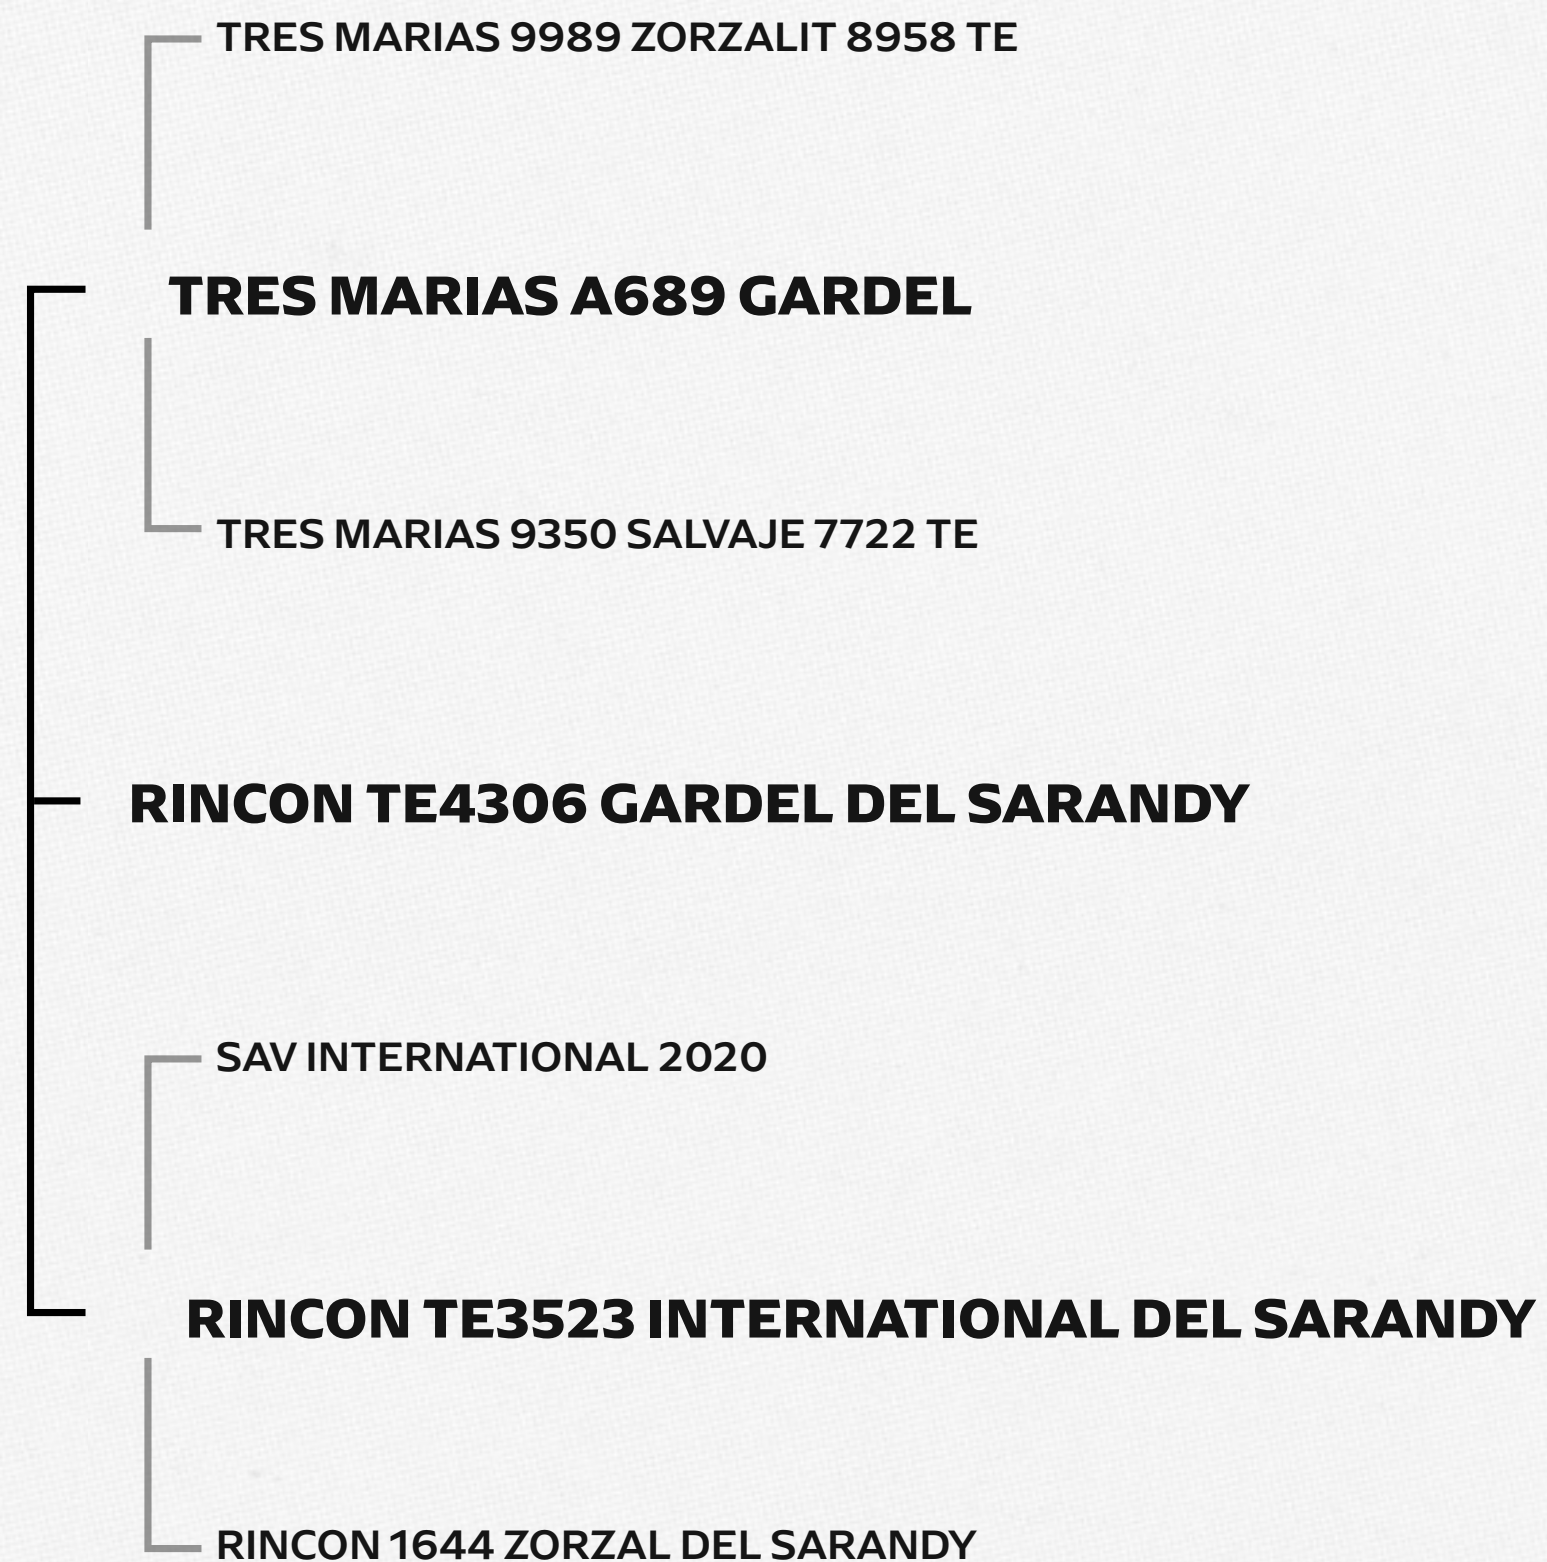 TRES MARIAS 9989 ZORZALIT 8958 TE
TRES MARIAS A689 GARDEL
TRES MARIAS 9350 SALVAJE 7722 TE
RINCON TE4306 GARDEL DEL SARANDY
SAV INTERNATIONAL 2020
RINCON TE3523 INTERNATIONAL DEL SARANDY
RINCON 1644 ZORZAL DEL SARANDY